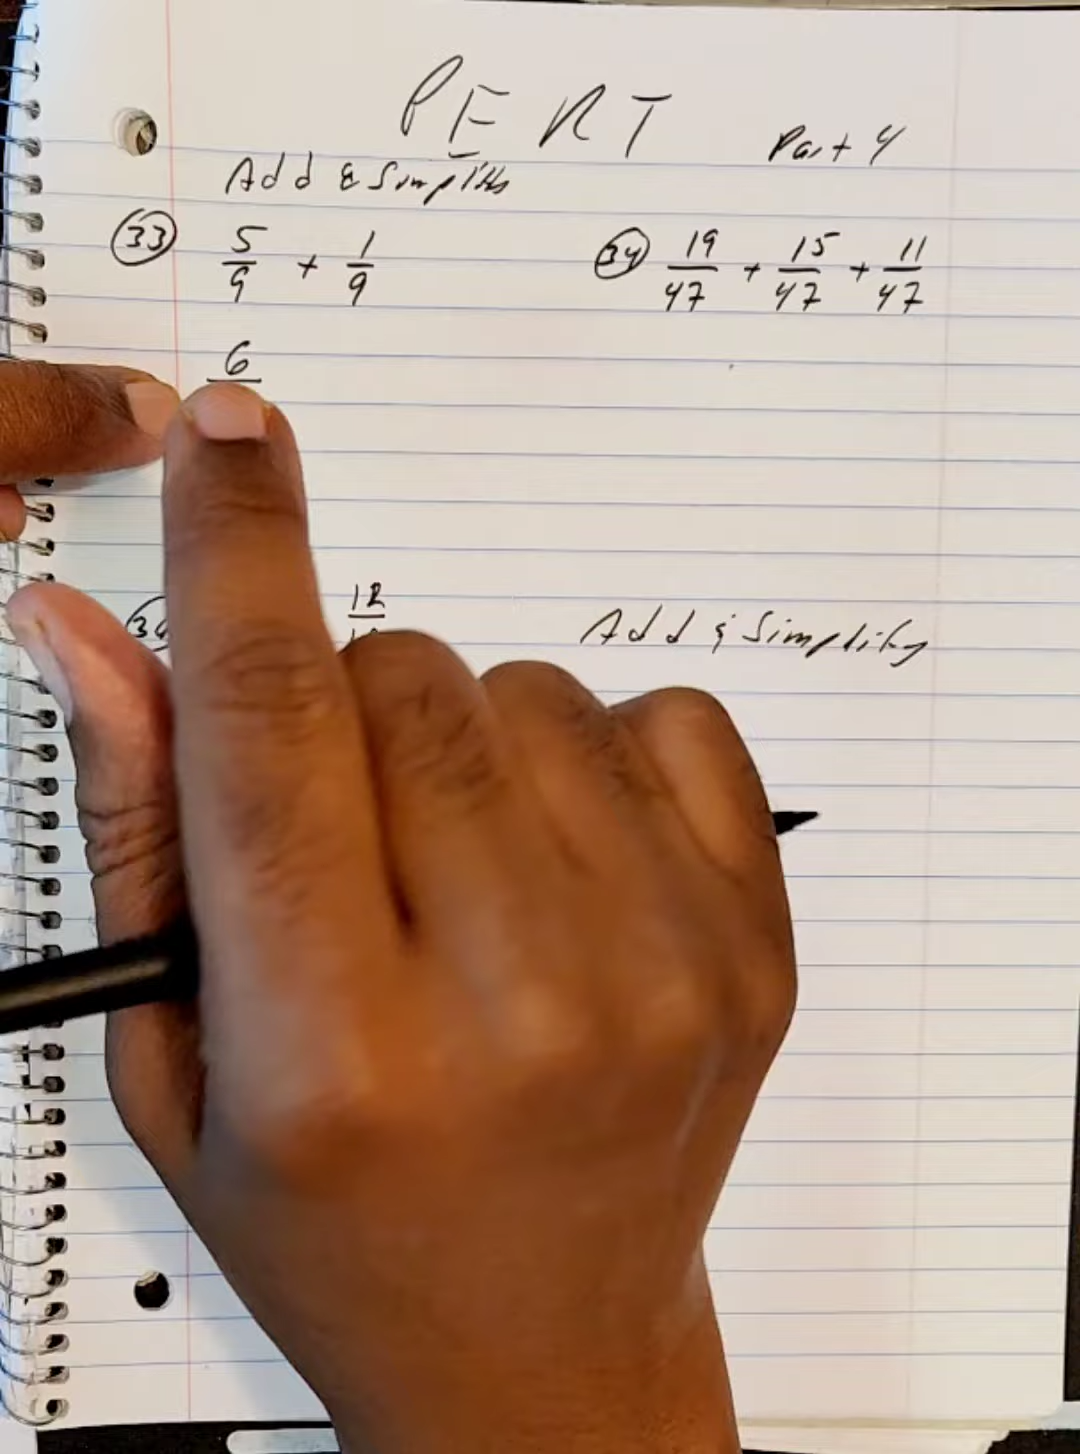 PERT
Part 4
Add & Simplify
33 5/9 + 1/9
34 19/47 + 15/47 + 11/47
6
12
Add & Simplify